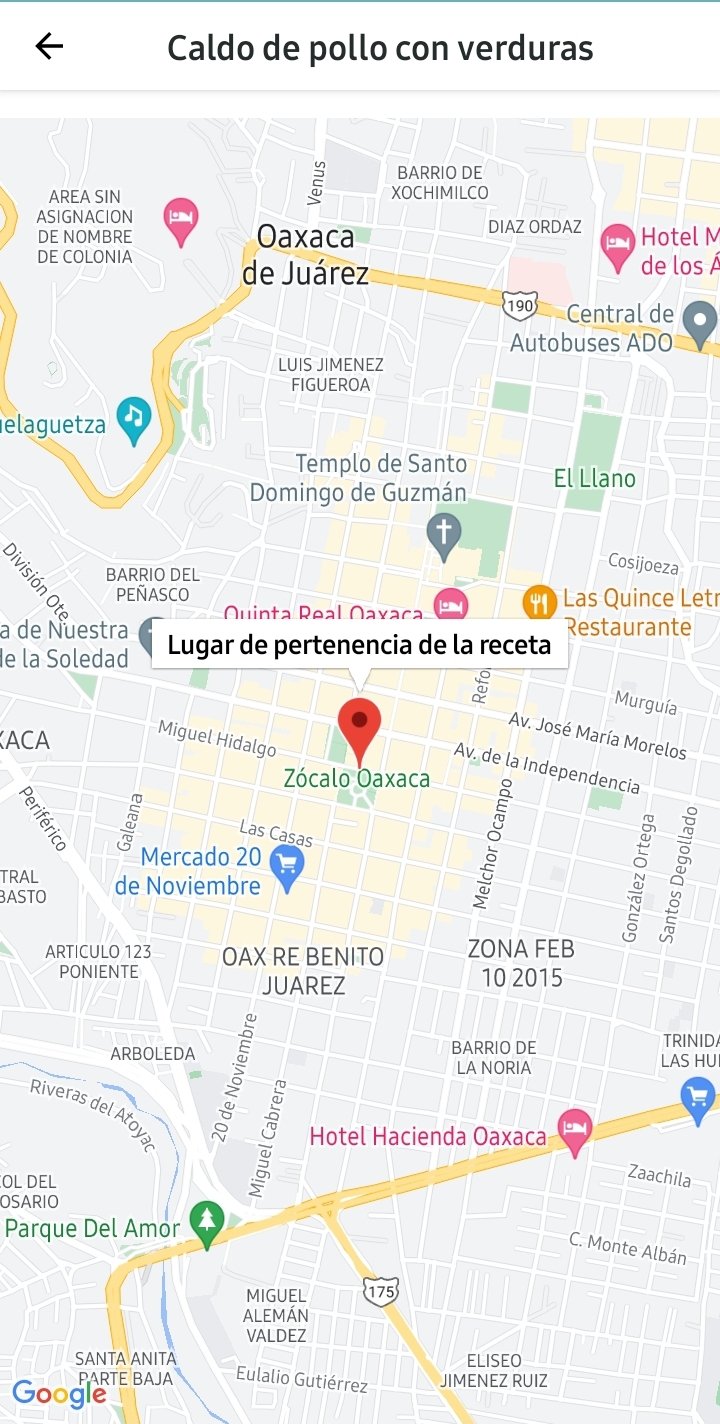 Caldo de pollo con verduras
Venus
BARRIO DE
XOCHIMILCO
AREA SIN
ASIGNACION
DE NOMBRE
DE COLONIA
DIAZ ORDAZ
Oaxaca
de Juárez
Hotel M
de los Á
190
Central de
Autobuses ADO
LUIS JIMENEZ
FIGUEROA
elaguetza
Templo de Santo
Domingo de Guzmán
El Llano
División Ote.
Cosijoeza
BARRIO DEL
PEÑASCO
Quinta Real Oaxaca
Las Quince Letr
Restaurante
a de Nuestra
de la Soledad
Lugar de pertenencia de la receta
Refo
Murguía
Av. José María Morelos
XACA
Miguel Hidalgo
Av. de la Independencia
Zócalo Oaxaca
Periférico
Galeana
Melchor Ocampo
Las Casas
González Ortega
Santos Degollado
Mercado 20
de Noviembre
TRAL
BASTO
ARTICULO 123
PONIENTE
OAX RE BENITO
JUAREZ
ZONA FEB
10 2015
ARBOLEDA
20 de Noviembre
BARRIO DE
LA NORIA
TRINIDA
LAS HUE
Riveras del Atoyac
Miguel Cabrera
Hotel Hacienda Oaxaca
Zaachila
COL DEL
OSARIO
Parque Del Amor
C. Monte Albán
175
MIGUEL
ALEMÁN
VALDEZ
SANTA ANITA
PARTE BAJA
Eulalio Gutiérrez
ELISEO
JIMENEZ RUIZ
Google